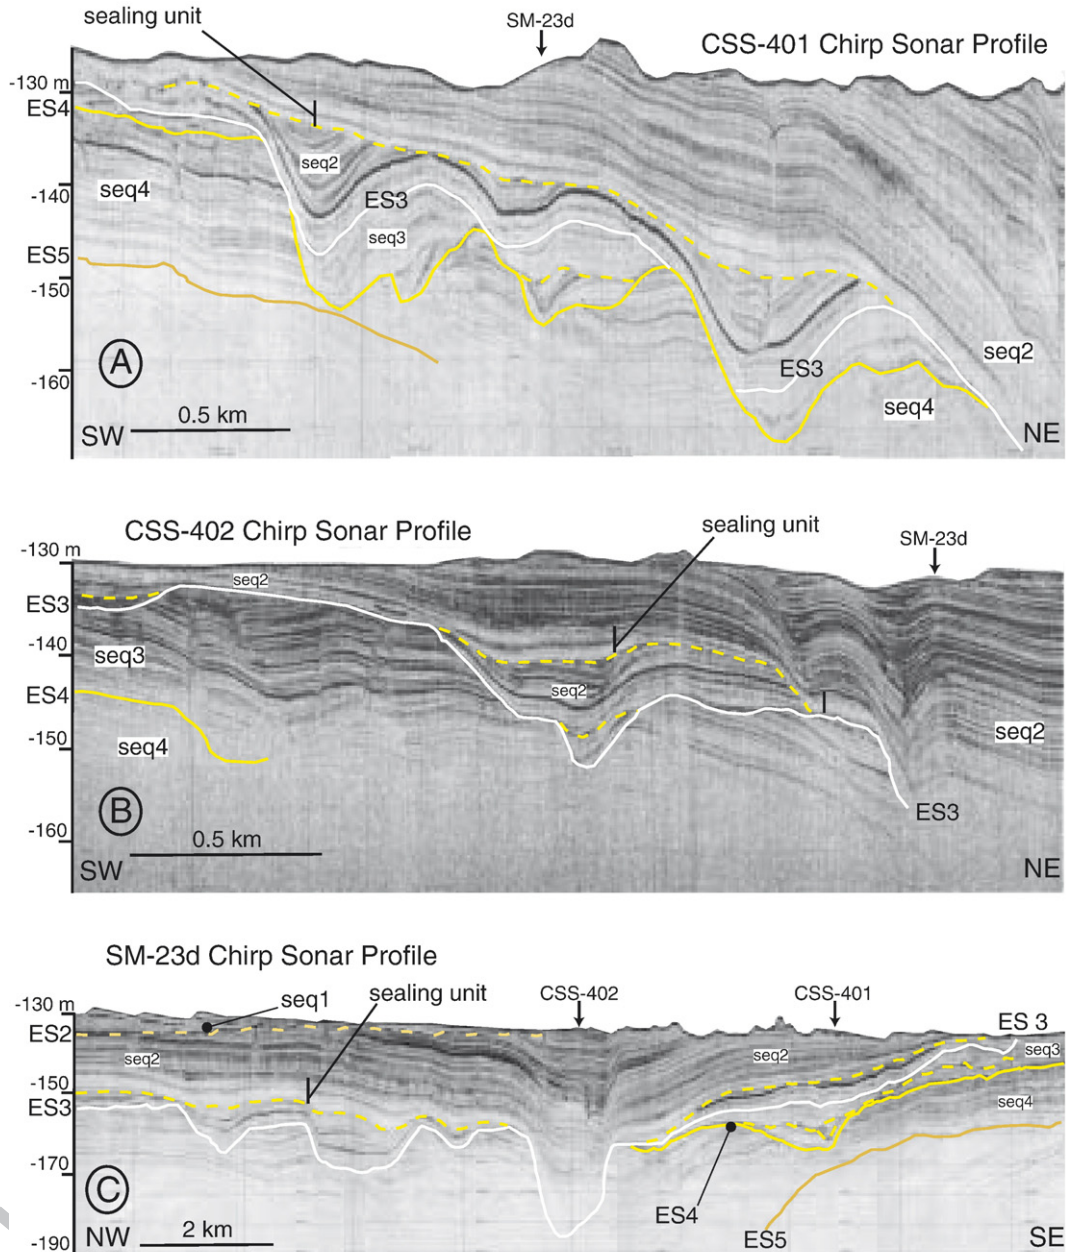 sealing unit
SM-23d
CSS-401 Chirp Sonar Profile
-130 m
ES4
seq2
seq4
-140
ES3
seq3
ES5
-150
seq2
ES3
A
-160
seq4
0.5 km
SW
NE
CSS-402 Chirp Sonar Profile
sealing unit
SM-23d
-130 m
seq2
ES3
-140
seq3
ES4
seq2
seq2
-150
seq4
B
ES3
-160
0.5 km
SW
NE
SM-23d Chirp Sonar Profile
seq1
sealing unit
CSS-402
CSS-401
-130 m
ES 3
ES2
seq2
seq2
seq3
-150
ES3
seq4
-170
C
ES4
NW
2 km
ES5
SE
-190